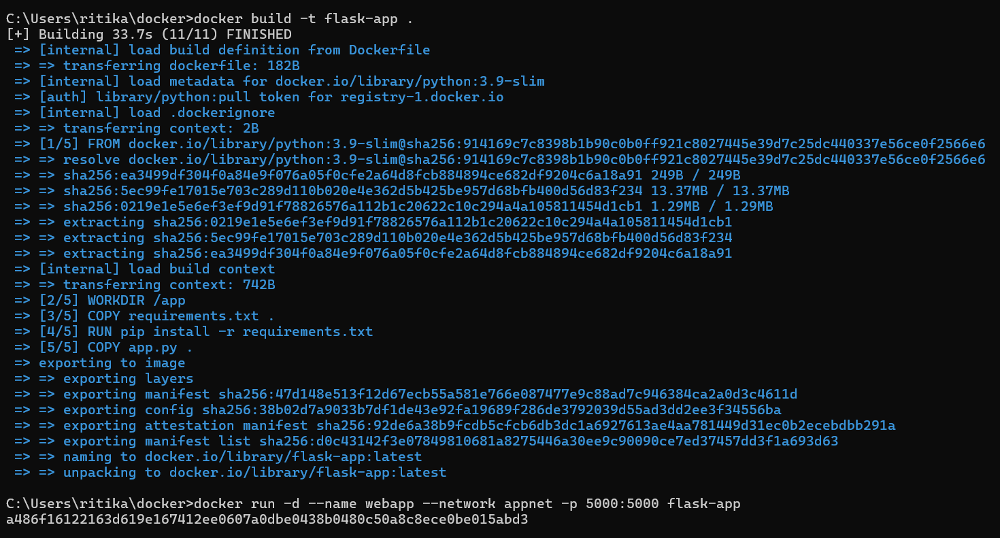 C:\Users\ritika\docker>docker build -t flask-app .
[+] Building 33.7s (11/11) FINISHED
=> [internal] load build definition from Dockerfile
=> => transferring dockerfile: 182B
=> [internal] load metadata for docker.io/library/python:3.9-slim
=> [auth] library/python:pull token for registry-1.docker.io
=> [internal] load .dockerignore
=> => transferring context: 2B
=> [1/5] FROM docker.io/library/python:3.9-slim@sha256:914169c7c8398b1b90c0b0ff921c8027445e39d7c25dc440337e56ce0f2566e6
=> => resolve docker.io/library/python:3.9-slim@sha256:914169c7c8398b1b90c0b0ff921c8027445e39d7c25dc440337e56ce0f2566e6
=> => sha256:ea3499df304f0a84e9f076a05f0cfe2a64d8fcb884894ce682df9204c6a18a91 249B / 249B
=> => sha256:5ec99fe17015e703c289d110b020e4e362d5b425be957d68bfb400d56d83f234 13.37MB / 13.37MB
=> => sha256:0219e1e5e6ef3ef9d91f78826576a112b1c20622c10c294a4a105811454d1cb1 1.29MB / 1.29MB
=> => extracting sha256:0219e1e5e6ef3ef9d91f78826576a112b1c20622c10c294a4a105811454d1cb1
=> => extracting sha256:5ec99fe17015e703c289d110b020e4e362d5b425be957d68bfb400d56d83f234
=> => extracting sha256:ea3499df304f0a84e9f076a05f0cfe2a64d8fcb884894ce682df9204c6a18a91
=> [internal] load build context
=> => transferring context: 742B
=> [2/5] WORKDIR /app
=> [3/5] COPY requirements.txt .
=> [4/5] RUN pip install -r requirements.txt
=> [5/5] COPY app.py .
=> exporting to image
=> => exporting layers
=> => exporting manifest sha256:47d148e513f12d67ecb55a581e766e087477e9c88ad7c946384ca2a0d3c4611d
=> => exporting config sha256:38b02d7a9033b7df1de43e92fa19689f286de3792039d55ad3dd2ee3f34556ba
=> => exporting attestation manifest sha256:92de6a38b9fcdb5cfcb6db3dc1a6927613ae4aa781449d31ec0b2ecebdbb291a
=> => exporting manifest list sha256:d0c43142f3e07849810681a8275446a30ee9c90090ce7ed37457dd3f1a693d63
=> => naming to docker.io/library/flask-app:latest
=> => unpacking to docker.io/library/flask-app:latest
C:\Users\ritika\docker>docker run -d --name webapp --network appnet -p 5000:5000 flask-app
a486f16122163d619e167412ee0607a0dbe0438b0480c50a8c8ece0be015abd3